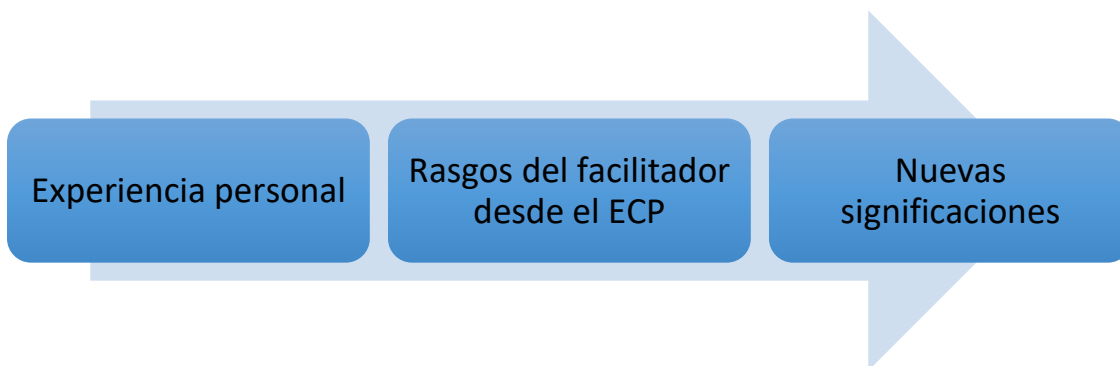 Experiencia personal
Rasgos del facilitador
desde el ECP
Nuevas
significaciones